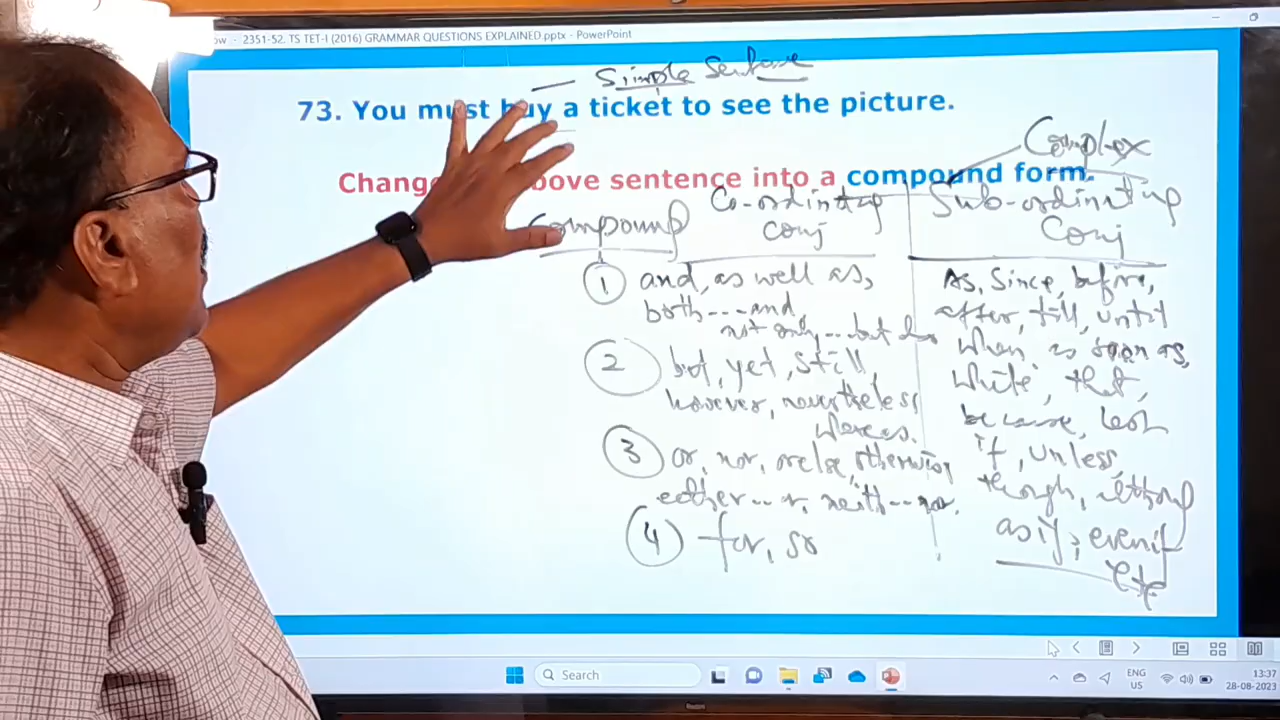 2351-52. TS TET-I (2016) GRAMMAR QUESTIONS EXPLAINED.pptx - PowerPoint
Simple Sentence
73. You must buy a ticket to see the picture.
Complex
Change above sentence into a compound form.
Compound
Co-ordinating conj
Sub-ordinating Conj
1 and, as well as,
both---and,
not only---but
2 but, yet, still,
however, nevertheless
whereas.
3 or, nor, or else, otherwise
either--or, neith--nor.
4 for, so
As, Since, before,
after, till, until
when, as soon as,
while, that,
because, lest
if, unless,
though, although
as if, even if
etc
Search
ENG
US
13:37
28-08-2023
Redmi